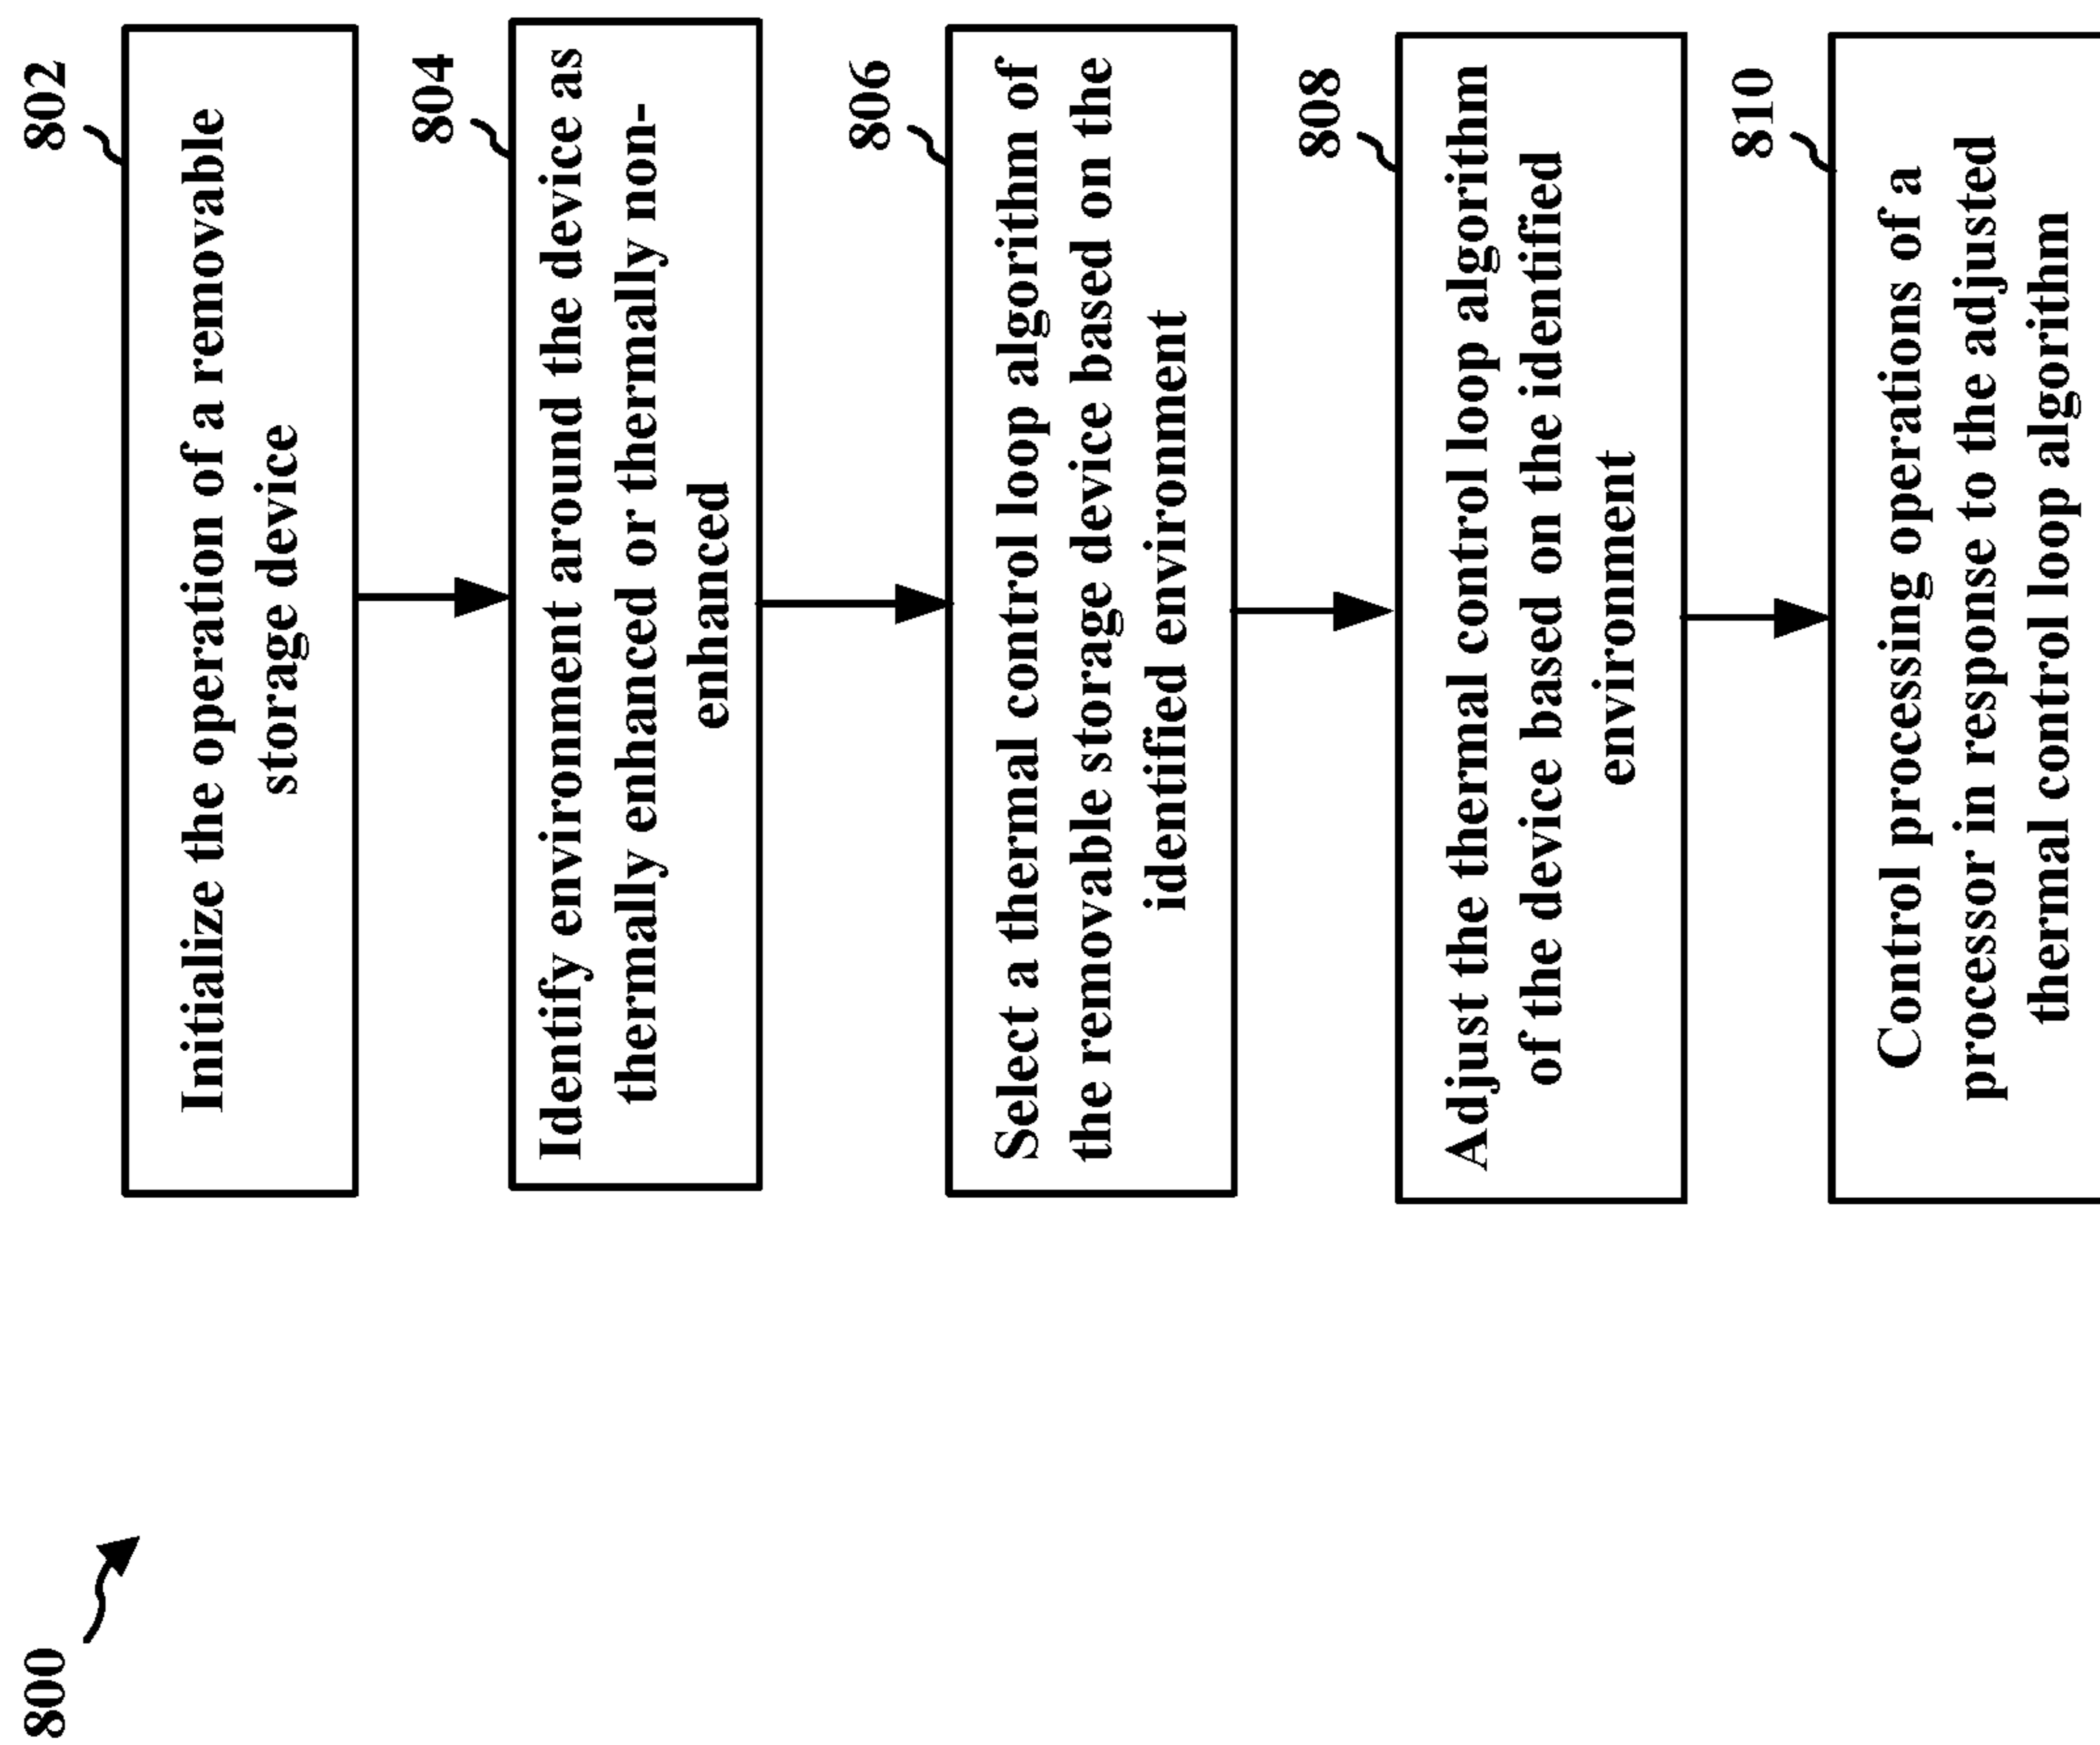 800
802
Initialize the operation of a removable
storage device
804
Identify environment around the device as
thermally enhanced or thermally non-
enhanced
806
Select a thermal control loop algorithm of
the removable storage device based on the
identified environment
808
Adjust the thermal control loop algorithm
of the device based on the identified
environment
810
Control processing operations of a
processor in response to the adjusted
thermal control loop algorithm